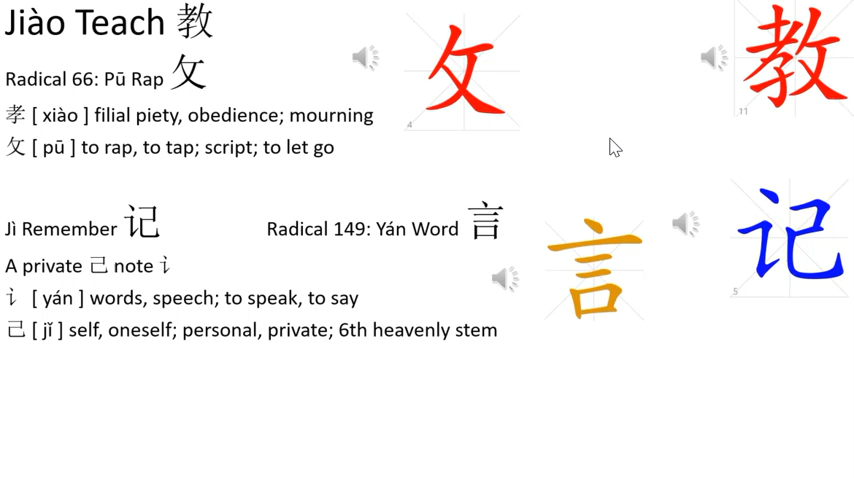 Jiào Teach 教
Radical 66: Pū Rap 攵
孝 [ xiào ] filial piety, obedience; mourning
攵 [ pū ] to rap, to tap; script; to let go
攵
4
教
11
Jì Remember 记
Radical 149: Yán Word 言
A private 己 note 讠
讠 [ yán ] words, speech; to speak, to say
己 [ jǐ ] self, oneself; personal, private; 6th heavenly stem
言
记
5